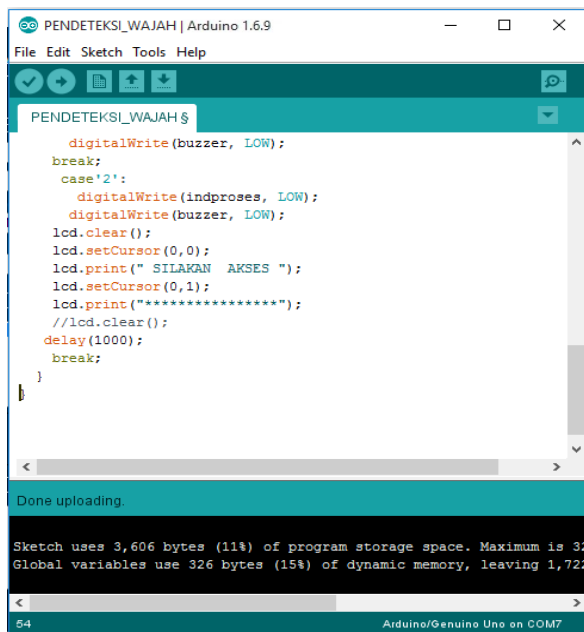 PENDETEKSI_WAJAH | Arduino 1.6.9
File Edit Sketch Tools Help
PENDETEKSI_WAJAH §
digitalWrite(buzzer, LOW);
break;
case'2':
digitalWrite(indproses, LOW);
digitalWrite(buzzer, LOW);
lcd.clear();
lcd.setCursor(0,0);
lcd.print(" SILAKAN  AKSES ");
lcd.setCursor(0,1);
lcd.print("****************");
//lcd.clear();
delay(1000);
break;
}
}
Done uploading.
Sketch uses 3,606 bytes (11%) of program storage space. Maximum is 32
Global variables use 326 bytes (15%) of dynamic memory, leaving 1,722
54
Arduino/Genuino Uno on COM7